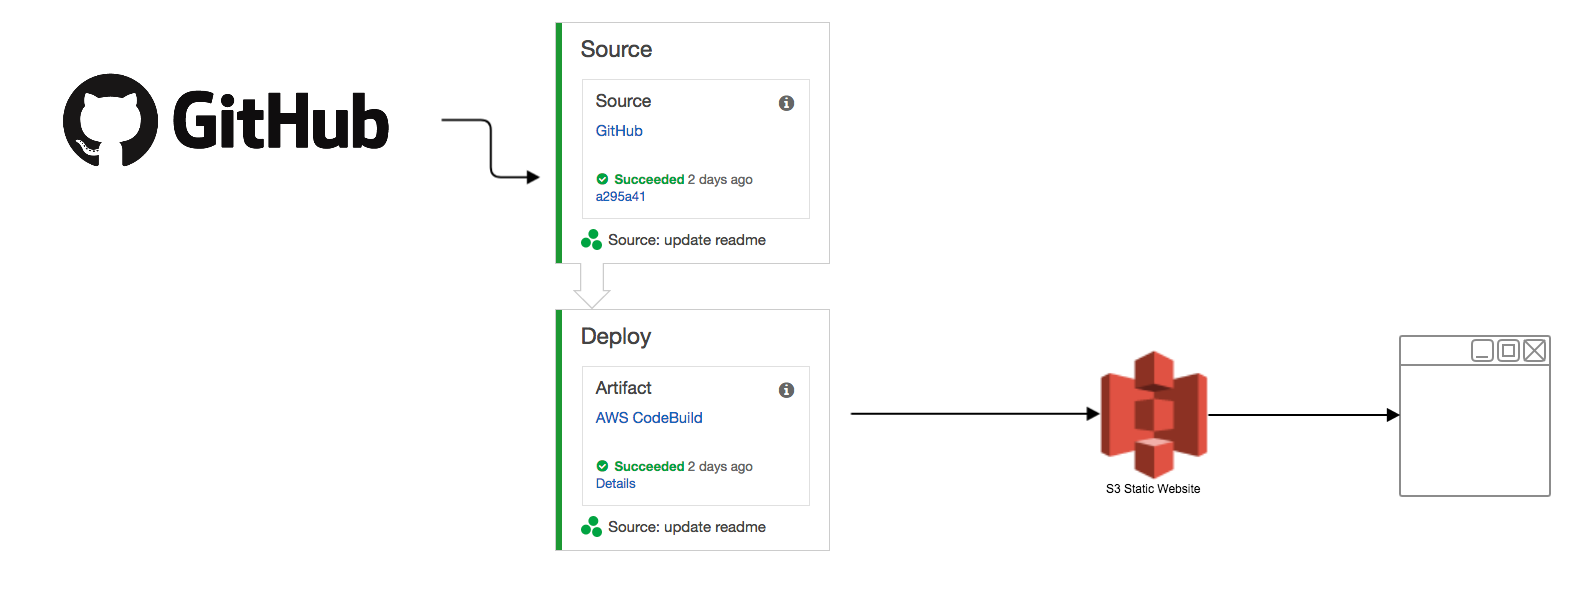 GitHub
Source
Source
GitHub
Succeeded 2 days ago
a295a41
Source: update readme
Deploy
Artifact
AWS CodeBuild
Succeeded 2 days ago
Details
Source: update readme
S3 Static Website